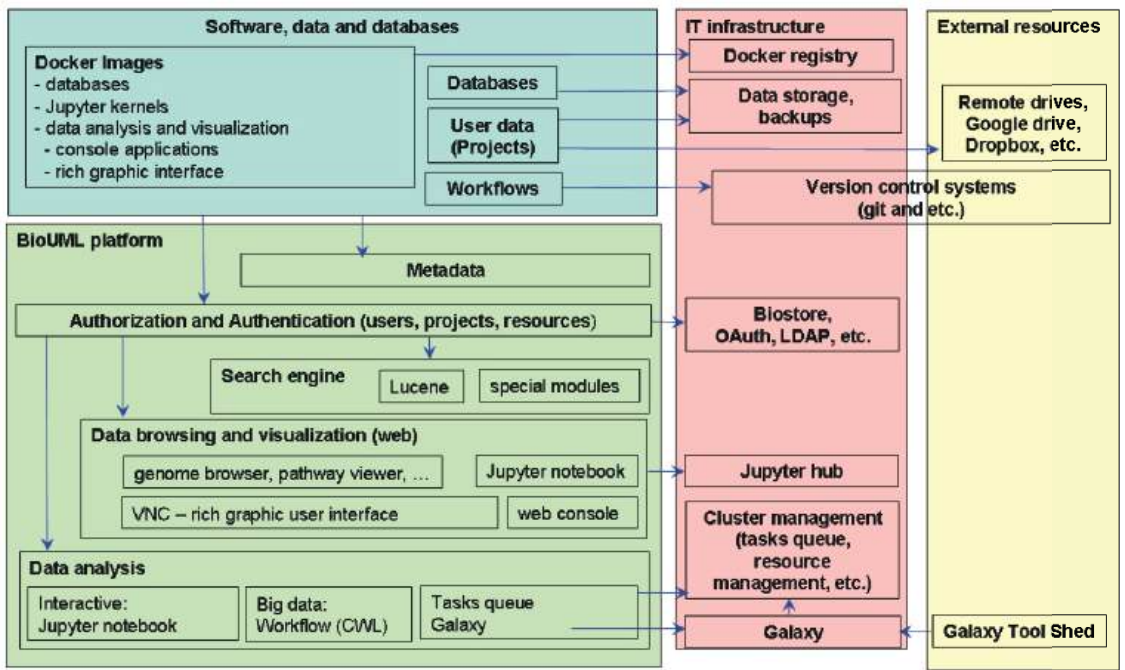 Software, data and databases
Docker Images
- databases
- Jupyter kernels
- data analysis and visualization
- console applications
- rich graphic interface
Databases
User data
(Projects)
Workflows
IT infrastructure
Docker registry
Data storage,
backups
External resources
Remote drives,
Google drive,
Dropbox, etc.
Version control systems
(git and etc.)
BioUML platform
Metadata
Authorization and Authentication (users, projects, resources)
Biostore,
OAuth, LDAP, etc.
Search engine
Lucene
special modules
Data browsing and visualization (web)
genome browser, pathway viewer, ...
Jupyter notebook
VNC – rich graphic user interface
web console
Jupyter hub
Cluster management
(tasks queue,
resource
management, etc.)
Data analysis
Interactive:
Jupyter notebook
Big data:
Workflow (CWL)
Tasks queue
Galaxy
Galaxy
Galaxy Tool Shed